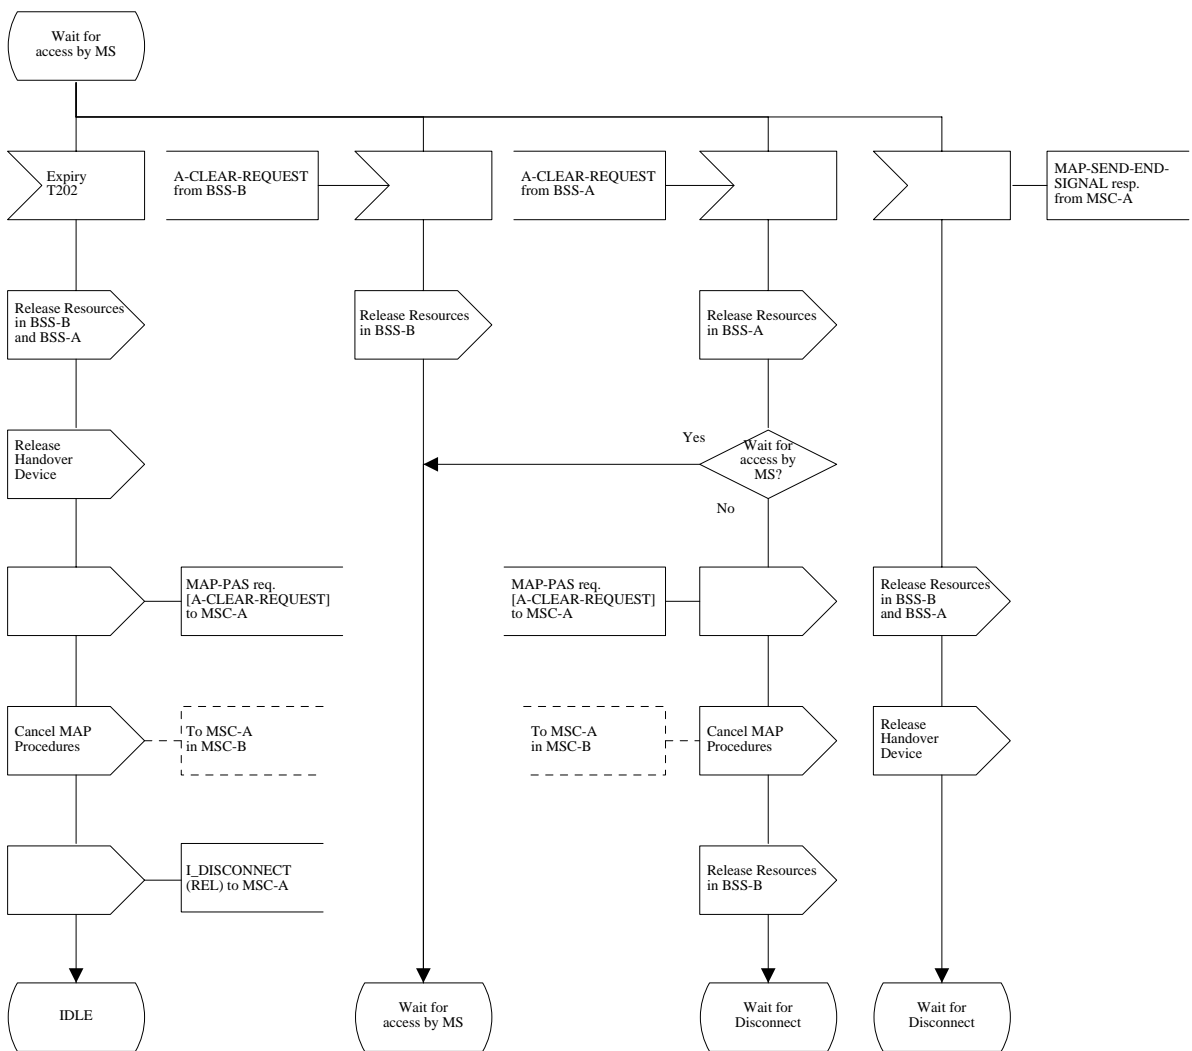 Wait for
access by MS
Expiry
T202
A-CLEAR-REQUEST
from BSS-B
A-CLEAR-REQUEST
from BSS-A
MAP-SEND-END-
SIGNAL resp.
from MSC-A
Release Resources
in BSS-B
and BSS-A
Release Resources
in BSS-B
Release Resources
in BSS-A
Release
Handover
Device
Yes
Wait for
access by
MS?
No
MAP-PAS req.
[A-CLEAR-REQUEST]
to MSC-A
MAP-PAS req.
[A-CLEAR-REQUEST]
to MSC-A
Release Resources
in BSS-B
and BSS-A
Cancel MAP
Procedures
To MSC-A
in MSC-B
To MSC-A
in MSC-B
Cancel MAP
Procedures
Release
Handover
Device
I_DISCONNECT
(REL) to MSC-A
Release Resources
in BSS-B
IDLE
Wait for
access by MS
Wait for
Disconnect
Wait for
Disconnect